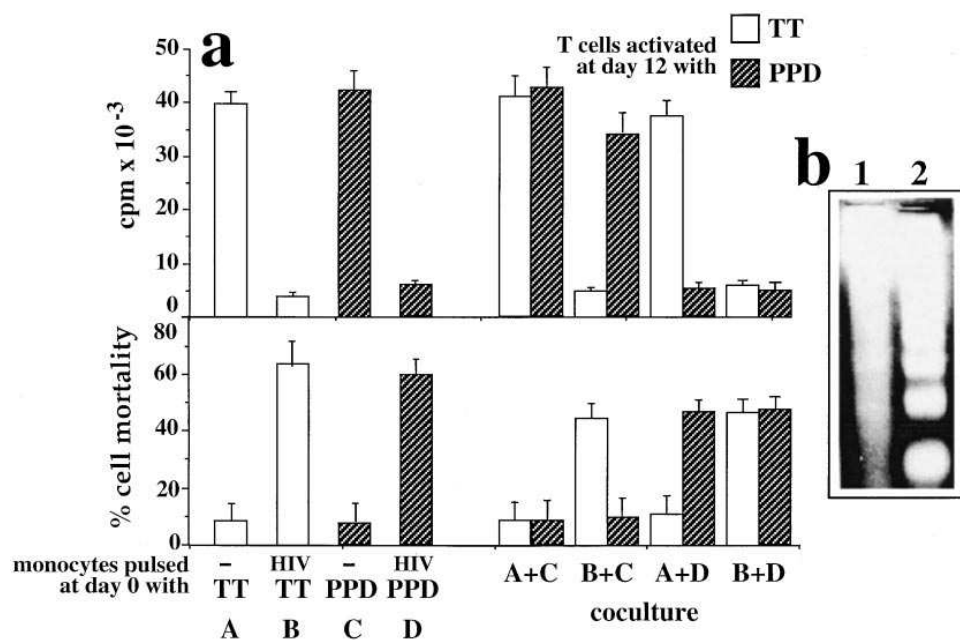 a
T cells activated
at day 12 with
TT
PPD
cpm x 10⁻³
50
40
30
20
10
0
% cell mortality
80
60
40
20
0
monocytes pulsed
at day 0 with
– HIV – HIV
TT TT PPD PPD
A B C D
A+C B+C A+D B+D
coculture
b
1 2